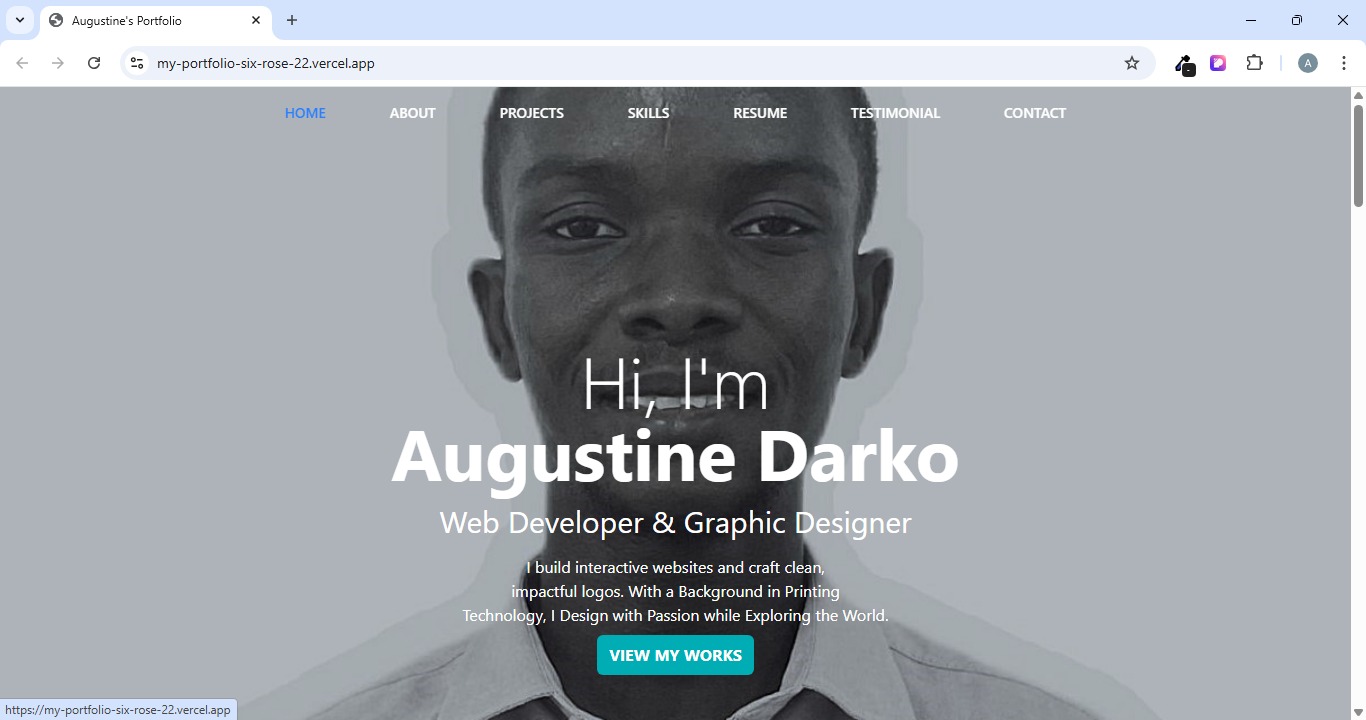 Augustine's Portfolio
my-portfolio-six-rose-22.vercel.app
A
HOME ABOUT PROJECTS SKILLS RESUME TESTIMONIAL CONTACT
Hi, I'm
Augustine Darko
Web Developer & Graphic Designer
I build interactive websites and craft clean,
impactful logos. With a Background in Printing
Technology, I Design with Passion while Exploring the World.
VIEW MY WORKS
https://my-portfolio-six-rose-22.vercel.app